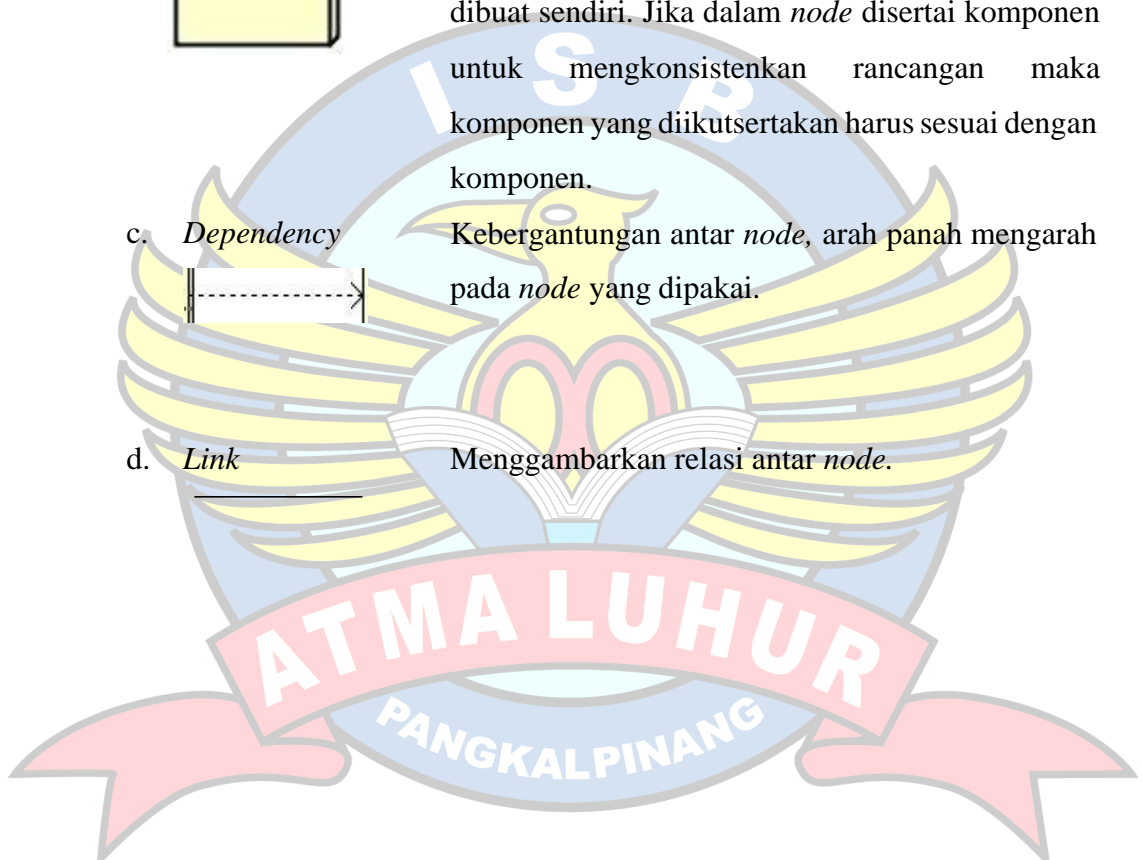 dibuat sendiri. Jika dalam node disertai komponen
untuk mengkonsistenkan rancangan maka
komponen yang diikutsertakan harus sesuai dengan
komponen.
c. Dependency Kebergantungan antar node, arah panah mengarah
pada node yang dipakai.
d. Link Menggambarkan relasi antar node.
ISB
ATMA LUHUR
PANGKALPINANG